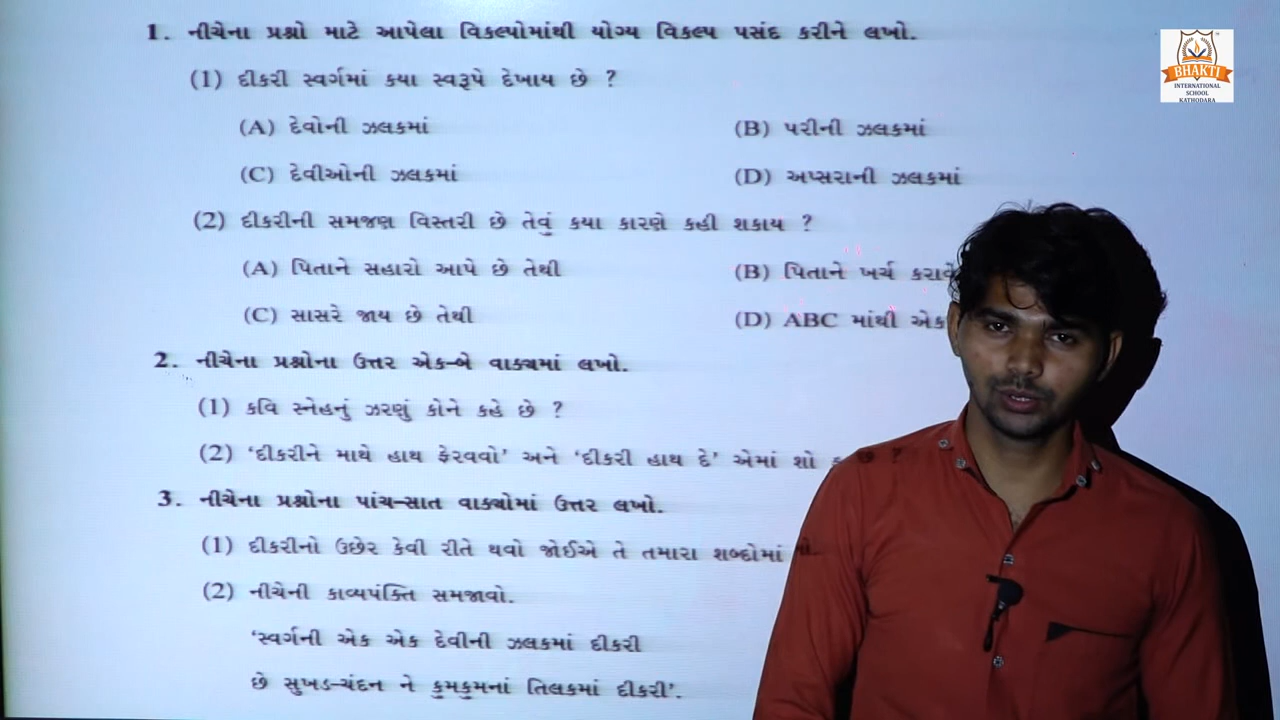 1. નીચેના પ્રશ્નો માટે આપેલા વિકલ્પોમાંથી યોગ્ય વિકલ્પ પસંદ કરીને લખો.
(1) દીકરી સ્વર્ગમાં કયા સ્વરૂપે દેખાય છે ?
(A) દેવોની ઝલકમાં (B) પરીની ઝલકમાં
(C) દેવીઓની ઝલકમાં (D) અપ્સરાની ઝલકમાં
(2) દીકરીની સમજણ વિસ્તરી છે તેવું કયા કારણે કહી શકાય ?
(A) પિતાને સહારો આપે છે તેથી (B) પિતાને ખર્ચ
(C) સાસરે જાય છે તેથી (D) ABC માંથી એક
2. નીચેના પ્રશ્નોના ઉત્તર એક-બે વાક્યમાં લખો.
(1) કવિ સ્નેહનું ઝરણું કોને કહે છે ?
(2) 'દીકરીને માથે હાથ ફેરવવો' અને 'દીકરી હાથ દે' એમાં શો છે ?
3. નીચેના પ્રશ્નોના પાંચ-સાત વાક્યોમાં ઉત્તર લખો.
(1) દીકરીનો ઉછેર કેવી રીતે થવો જોઈએ તે તમારા શબ્દોમાં
(2) નીચેની કાવ્યપંક્તિ સમજાવો.
'સ્વર્ગની એક એક દેવીની ઝલકમાં દીકરી
છે સુખડ-ચંદન ને કુમકુમનાં તિલકમાં દીકરી'.
BHAKTI
INTERNATIONAL
SCHOOL
KATHODARA